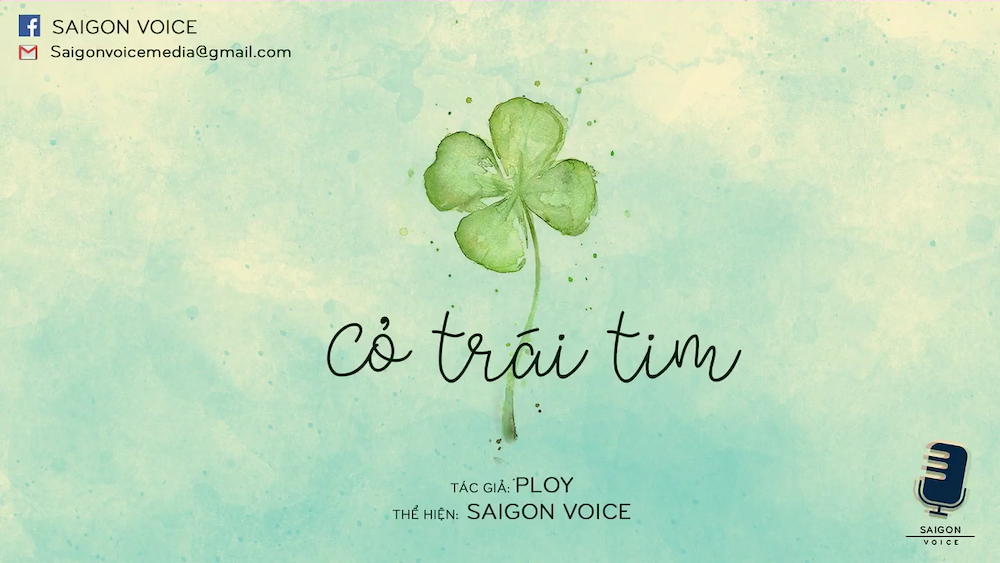 SAIGON VOICE
Saigonvoicemedia@gmail.com
Cỏ trái tim
TÁC GIẢ: PLOY
THỂ HIỆN: SAIGON VOICE
SAIGON
VOICE